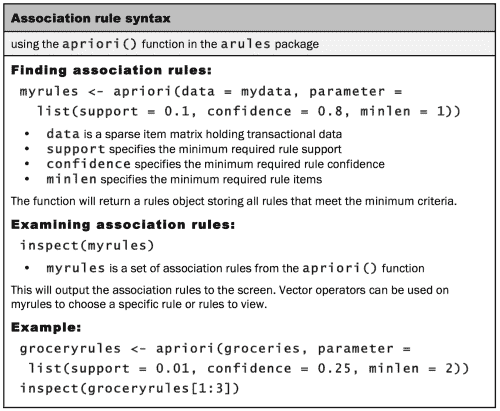 Association rule syntax
using the apriori() function in the arules package
Finding association rules:
myrules <- apriori(data = mydata, parameter =
list(support = 0.1, confidence = 0.8, minlen = 1))
• data is a sparse item matrix holding transactional data
• support specifies the minimum required rule support
• confidence specifies the minimum required rule confidence
• minlen specifies the minimum required rule items
The function will return a rules object storing all rules that meet the minimum criteria.
Examining association rules:
inspect(myrules)
• myrules is a set of association rules from the apriori() function
This will output the association rules to the screen. Vector operators can be used on
myrules to choose a specific rule or rules to view.
Example:
groceryrules <- apriori(groceries, parameter =
list(support = 0.01, confidence = 0.25, minlen = 2))
inspect(groceryrules[1:3])